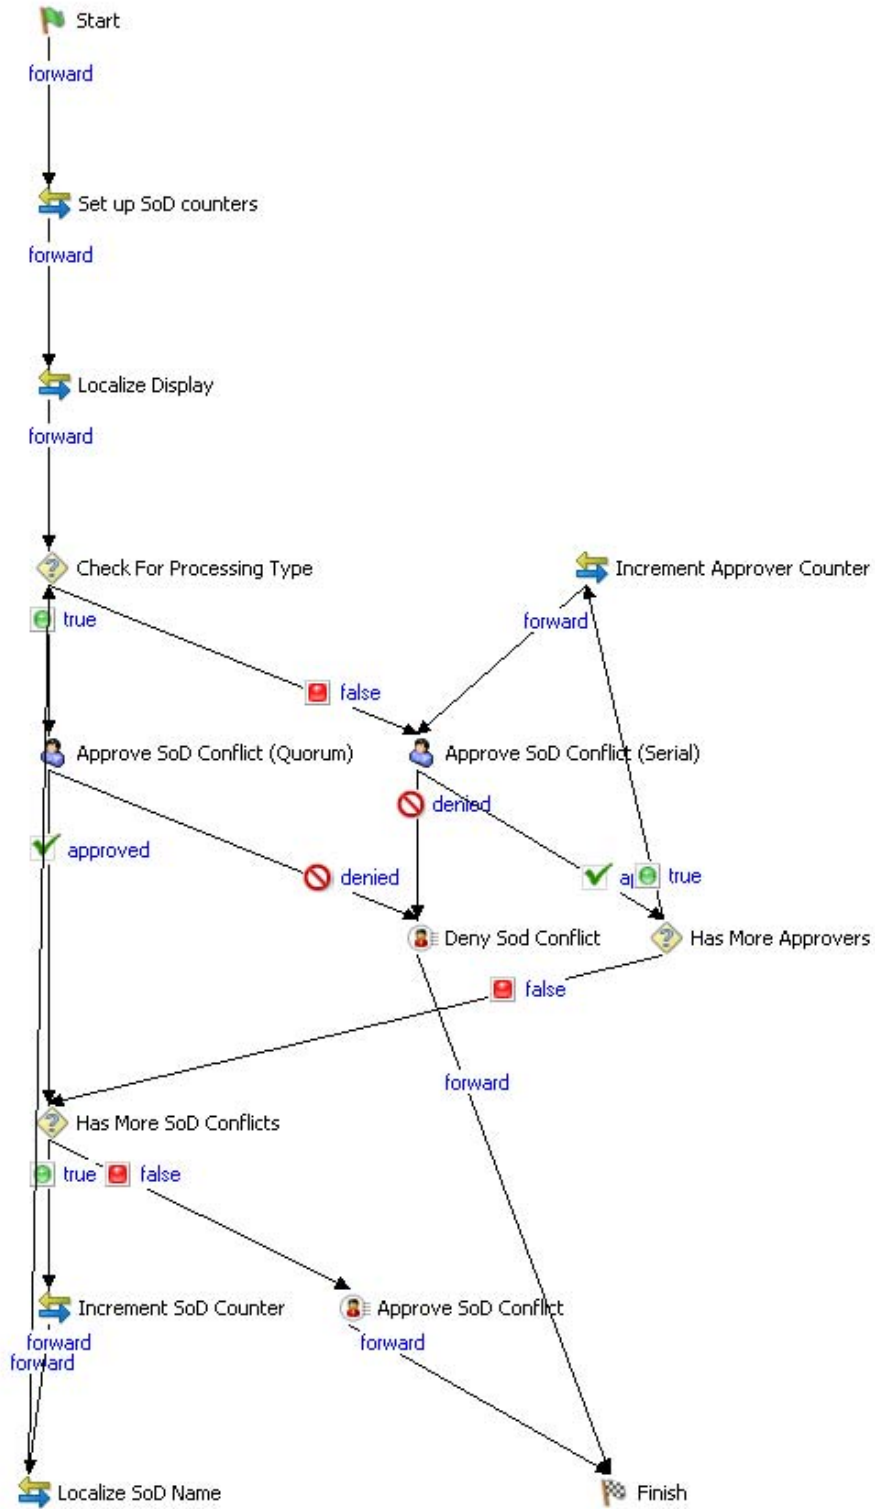 Start
forward
Set up SoD counters
forward
Localize Display
forward
Check For Processing Type
Increment Approver Counter
true
forward
false
Approve SoD Conflict (Quorum)
Approve SoD Conflict (Serial)
denied
approved
denied
true
Deny Sod Conflict
Has More Approvers
false
forward
Has More SoD Conflicts
true
false
Increment SoD Counter
Approve SoD Conflict
forward
forward
forward
Localize SoD Name
Finish